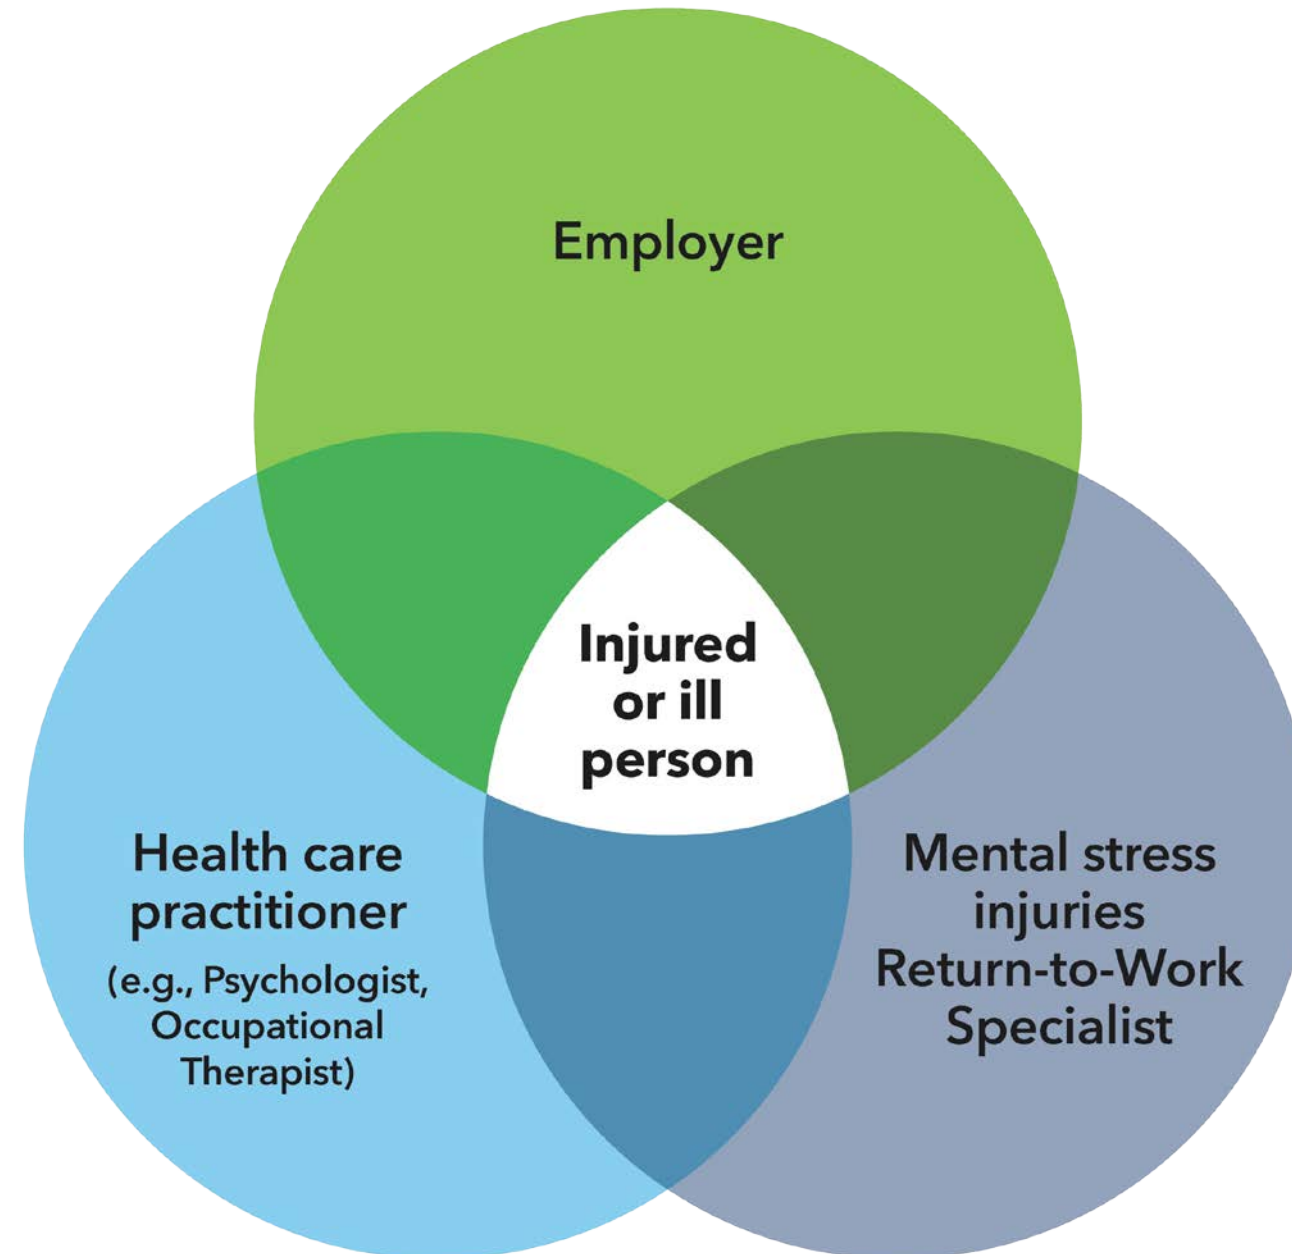 Employer
Injured
or ill
person
Health care
practitioner
(e.g., Psychologist,
Occupational
Therapist)
Mental stress
injuries
Return-to-Work
Specialist